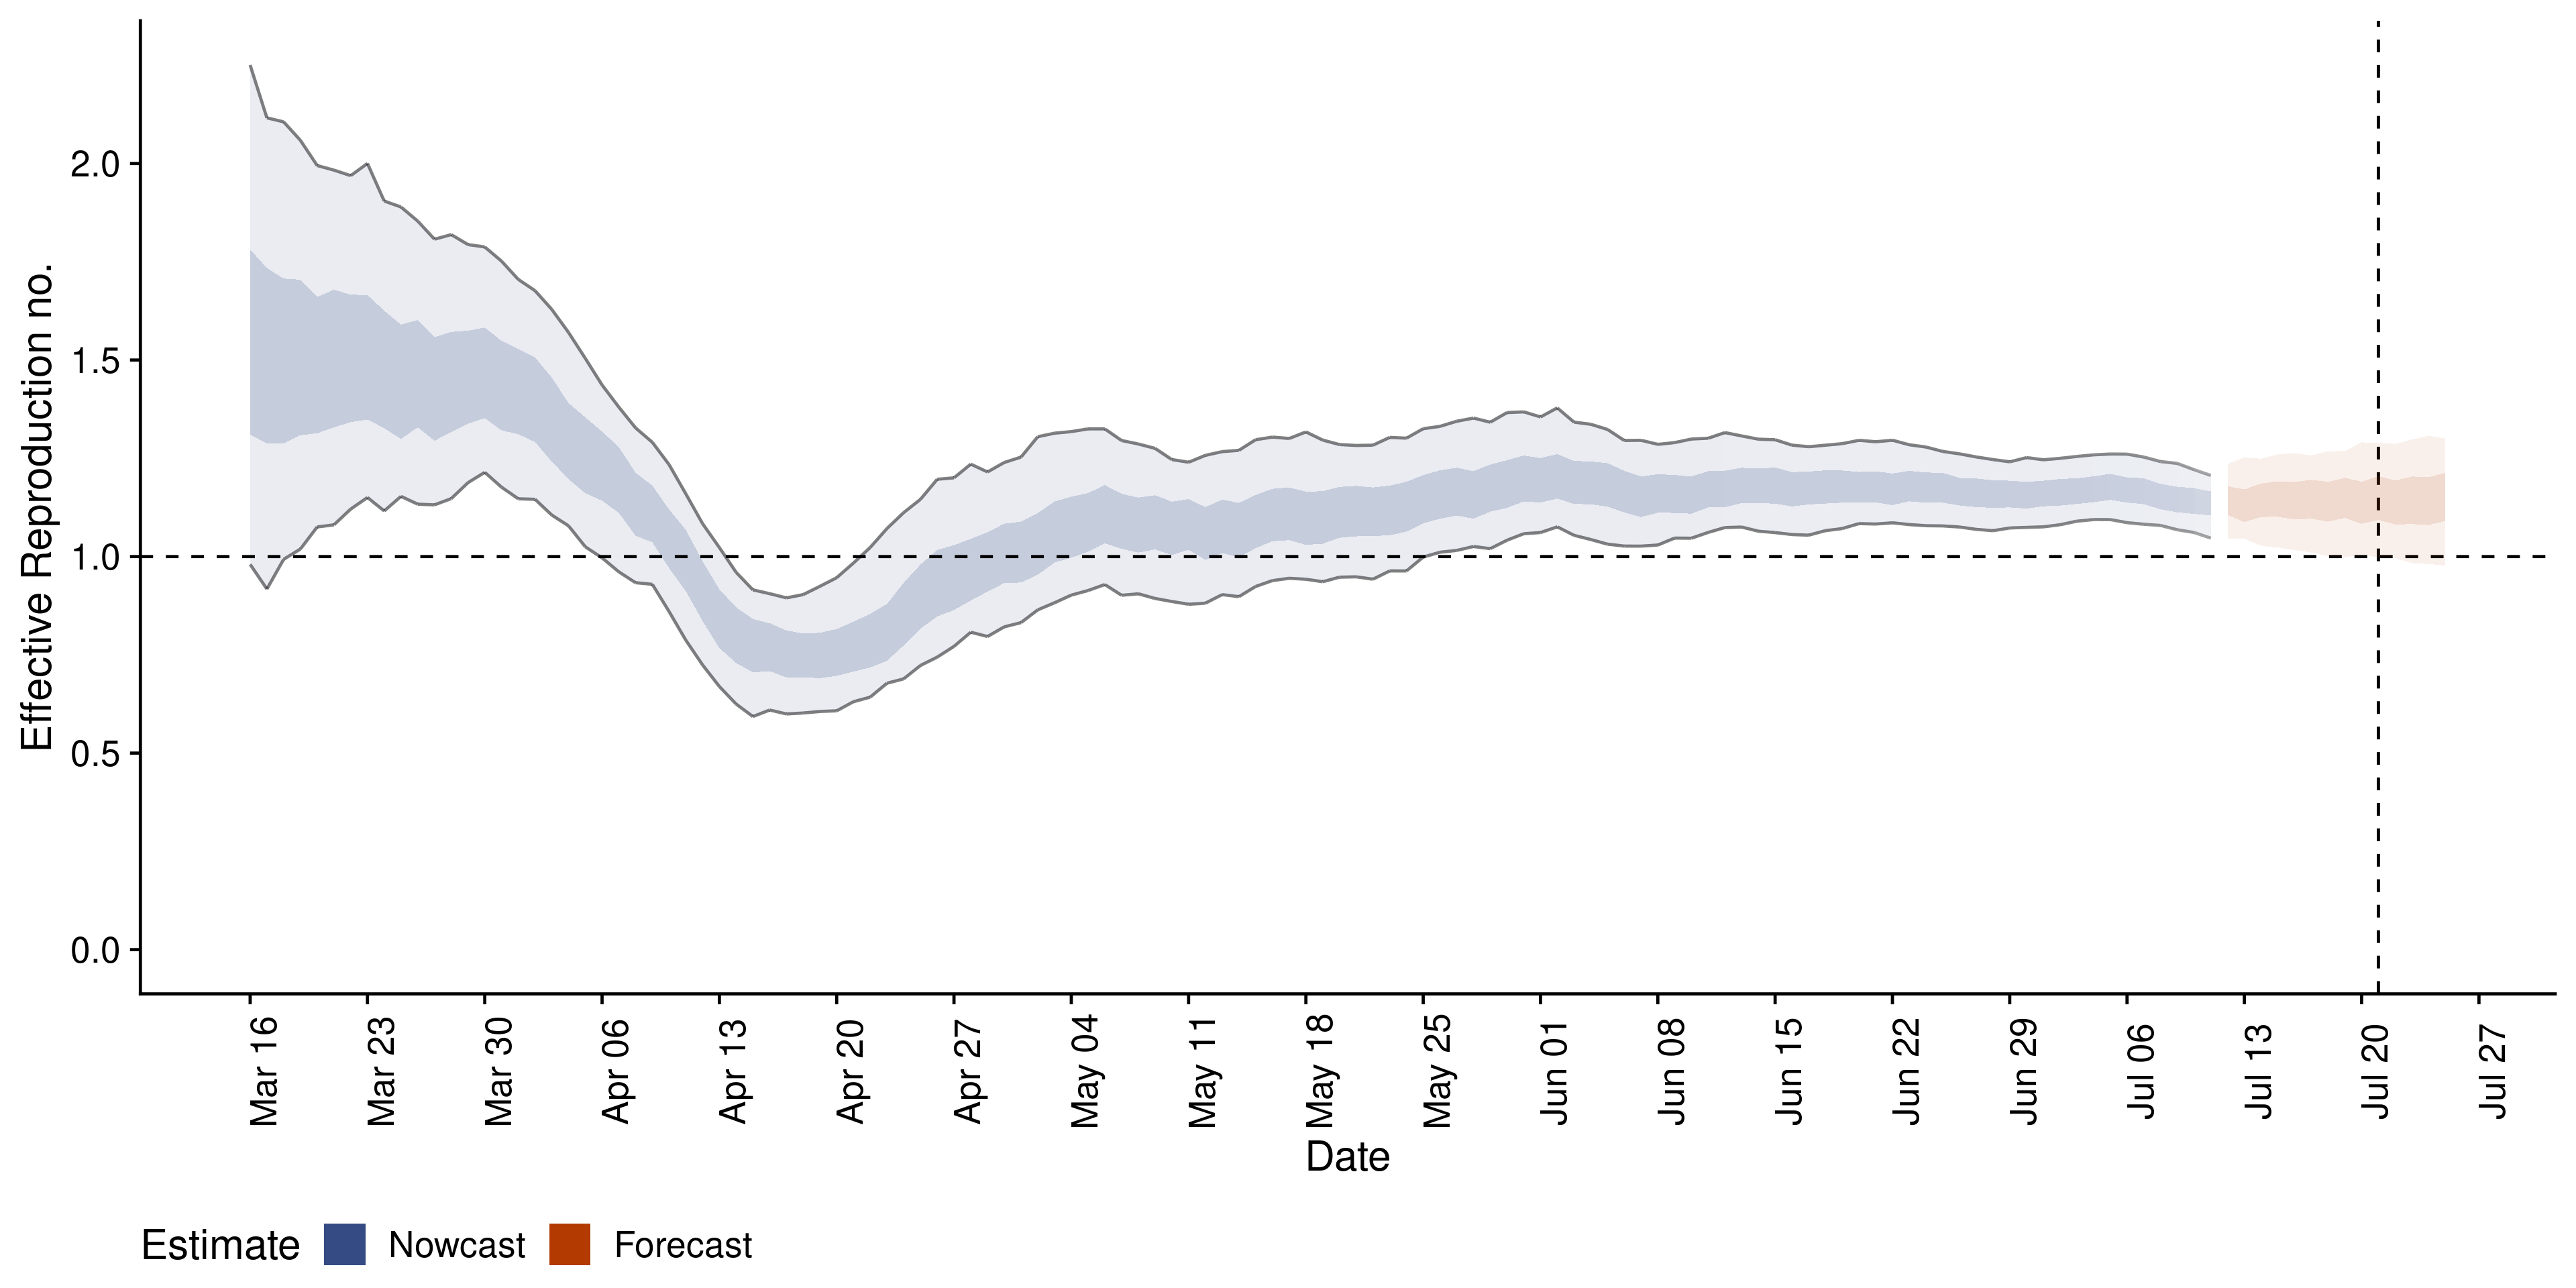 Effective Reproduction no.
2.0
1.5
1.0
0.5
0.0
Mar 16
Mar 23
Mar 30
Apr 06
Apr 13
Apr 20
Apr 27
May 04
May 11
May 18
May 25
Jun 01
Jun 08
Jun 15
Jun 22
Jun 29
Jul 06
Jul 13
Jul 20
Jul 27
Date
Estimate Nowcast Forecast